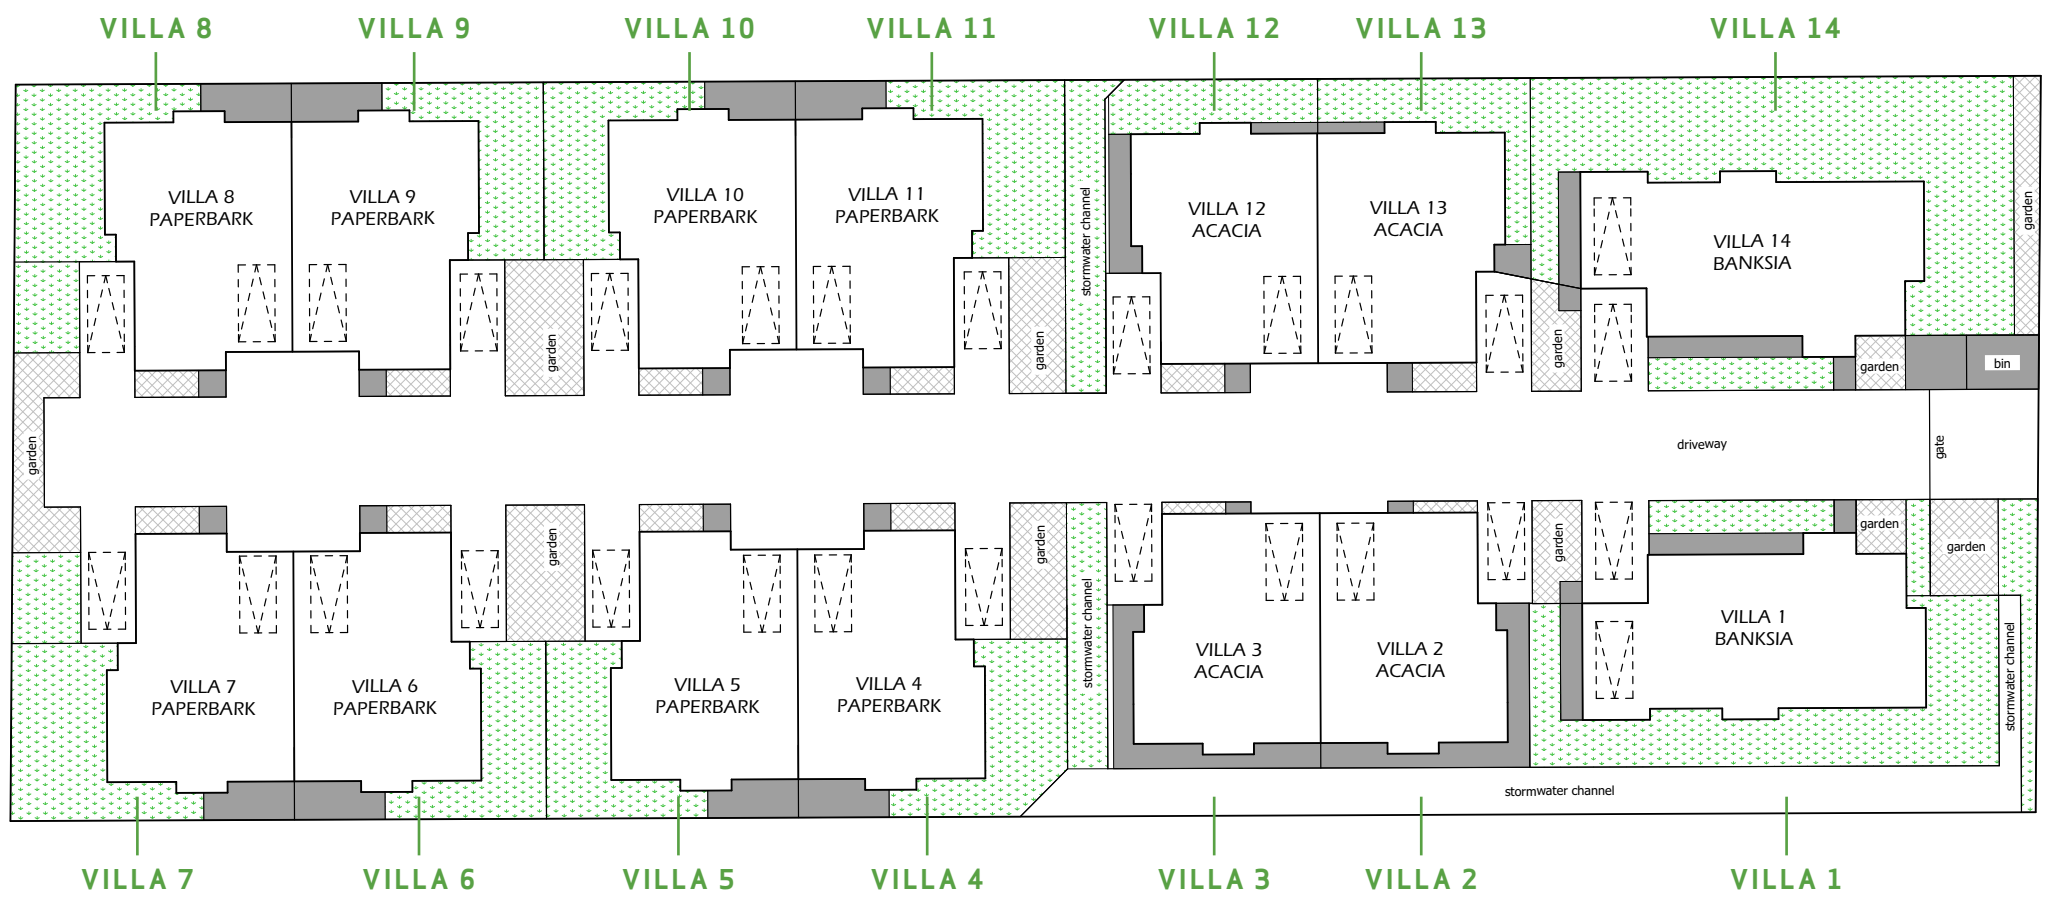 VILLA 8
VILLA 9
VILLA 10
VILLA 11
VILLA 12
VILLA 13
VILLA 14
VILLA 8
PAPERBARK
VILLA 9
PAPERBARK
VILLA 10
PAPERBARK
VILLA 11
PAPERBARK
stormwater channel
VILLA 12
ACACIA
VILLA 13
ACACIA
VILLA 14
BANKSIA
garden
garden
garden
garden
garden
bin
garden
driveway
gate
garden
garden
garden
garden
garden
stormwater channel
VILLA 7
PAPERBARK
VILLA 6
PAPERBARK
VILLA 5
PAPERBARK
VILLA 4
PAPERBARK
VILLA 3
ACACIA
VILLA 2
ACACIA
VILLA 1
BANKSIA
stormwater channel
stormwater channel
VILLA 7
VILLA 6
VILLA 5
VILLA 4
VILLA 3
VILLA 2
VILLA 1